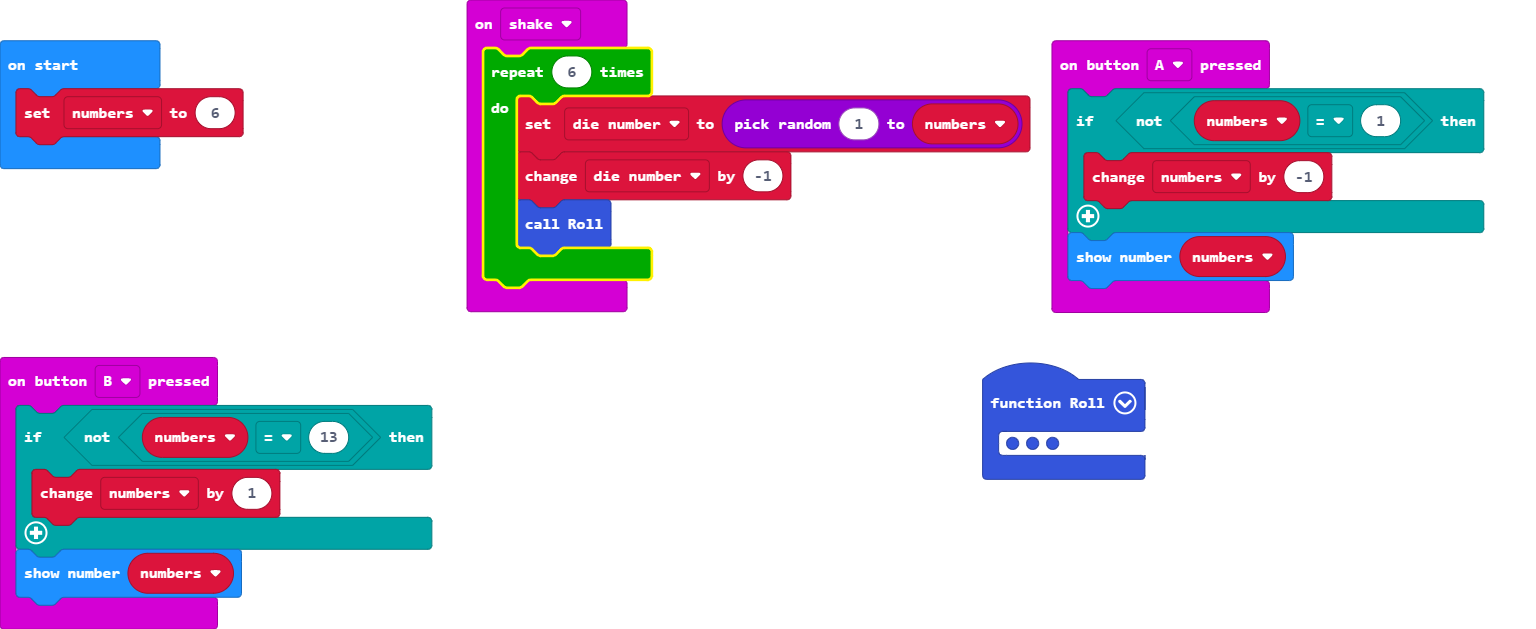 on start
set numbers to 6
on shake
repeat 6 times
do
set die number to pick random 1 to numbers
change die number by -1
call Roll
on button A pressed
if not numbers = 1 then
change numbers by -1
show number numbers
on button B pressed
if not numbers = 13 then
change numbers by 1
show number numbers
function Roll